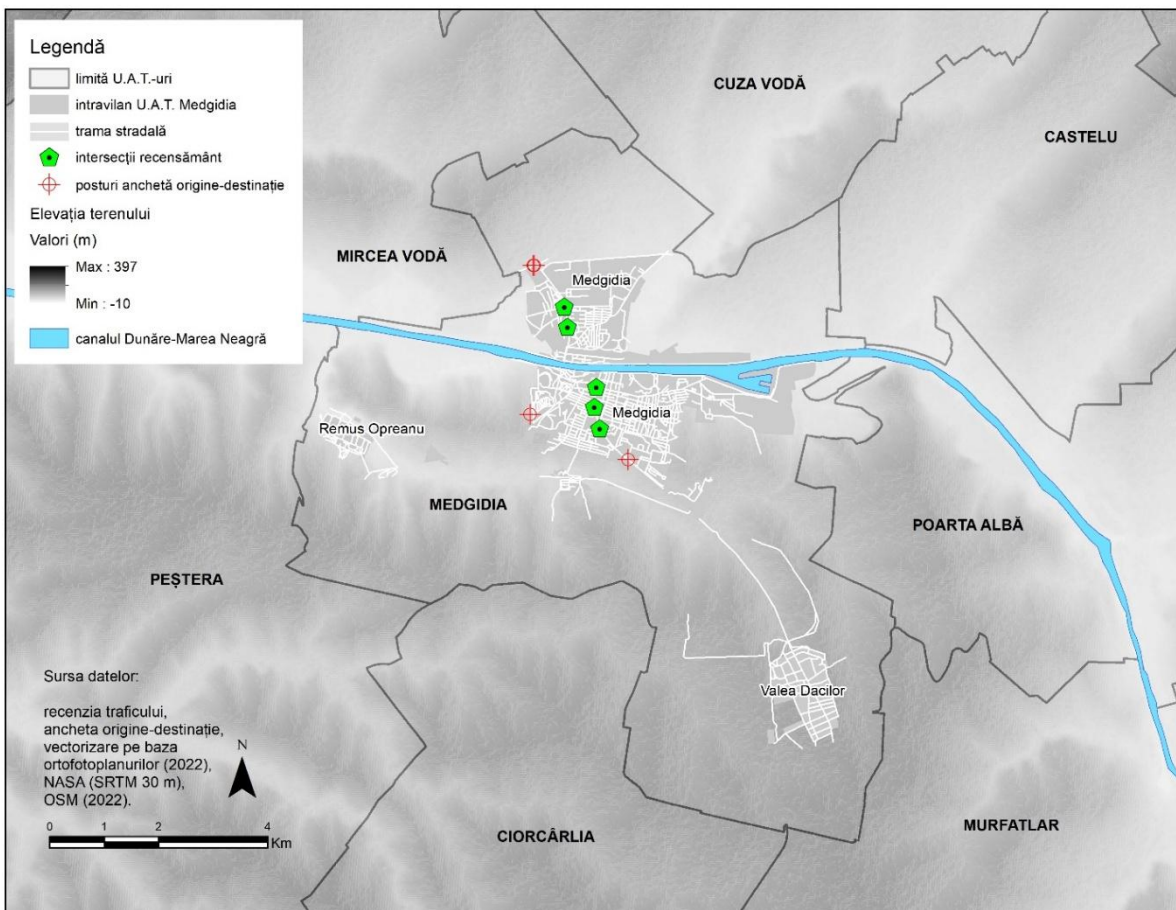 Legendă
limită U.A.T.-uri
intravilan U.A.T. Medgidia
trama stradală
intersecții recensământ
posturi anchetă origine-destinație
Elevația terenului
Valori (m)
Max : 397
Min : -10
canalul Dunăre-Marea Neagră
CUZA VODĂ
CASTELU
MIRCEA VODĂ
Medgidia
Medgidia
Remus Opreanu
MEDGIDIA
POARTA ALBĂ
PEȘTERA
Valea Dacilor
CIORCÂRLIA
MURFATLAR
Sursa datelor:
recenzia traficului,
ancheta origine-destinație,
vectorizare pe baza
ortofotoplanurilor (2022),
NASA (SRTM 30 m),
OSM (2022).
N
0 1 2 4
Km